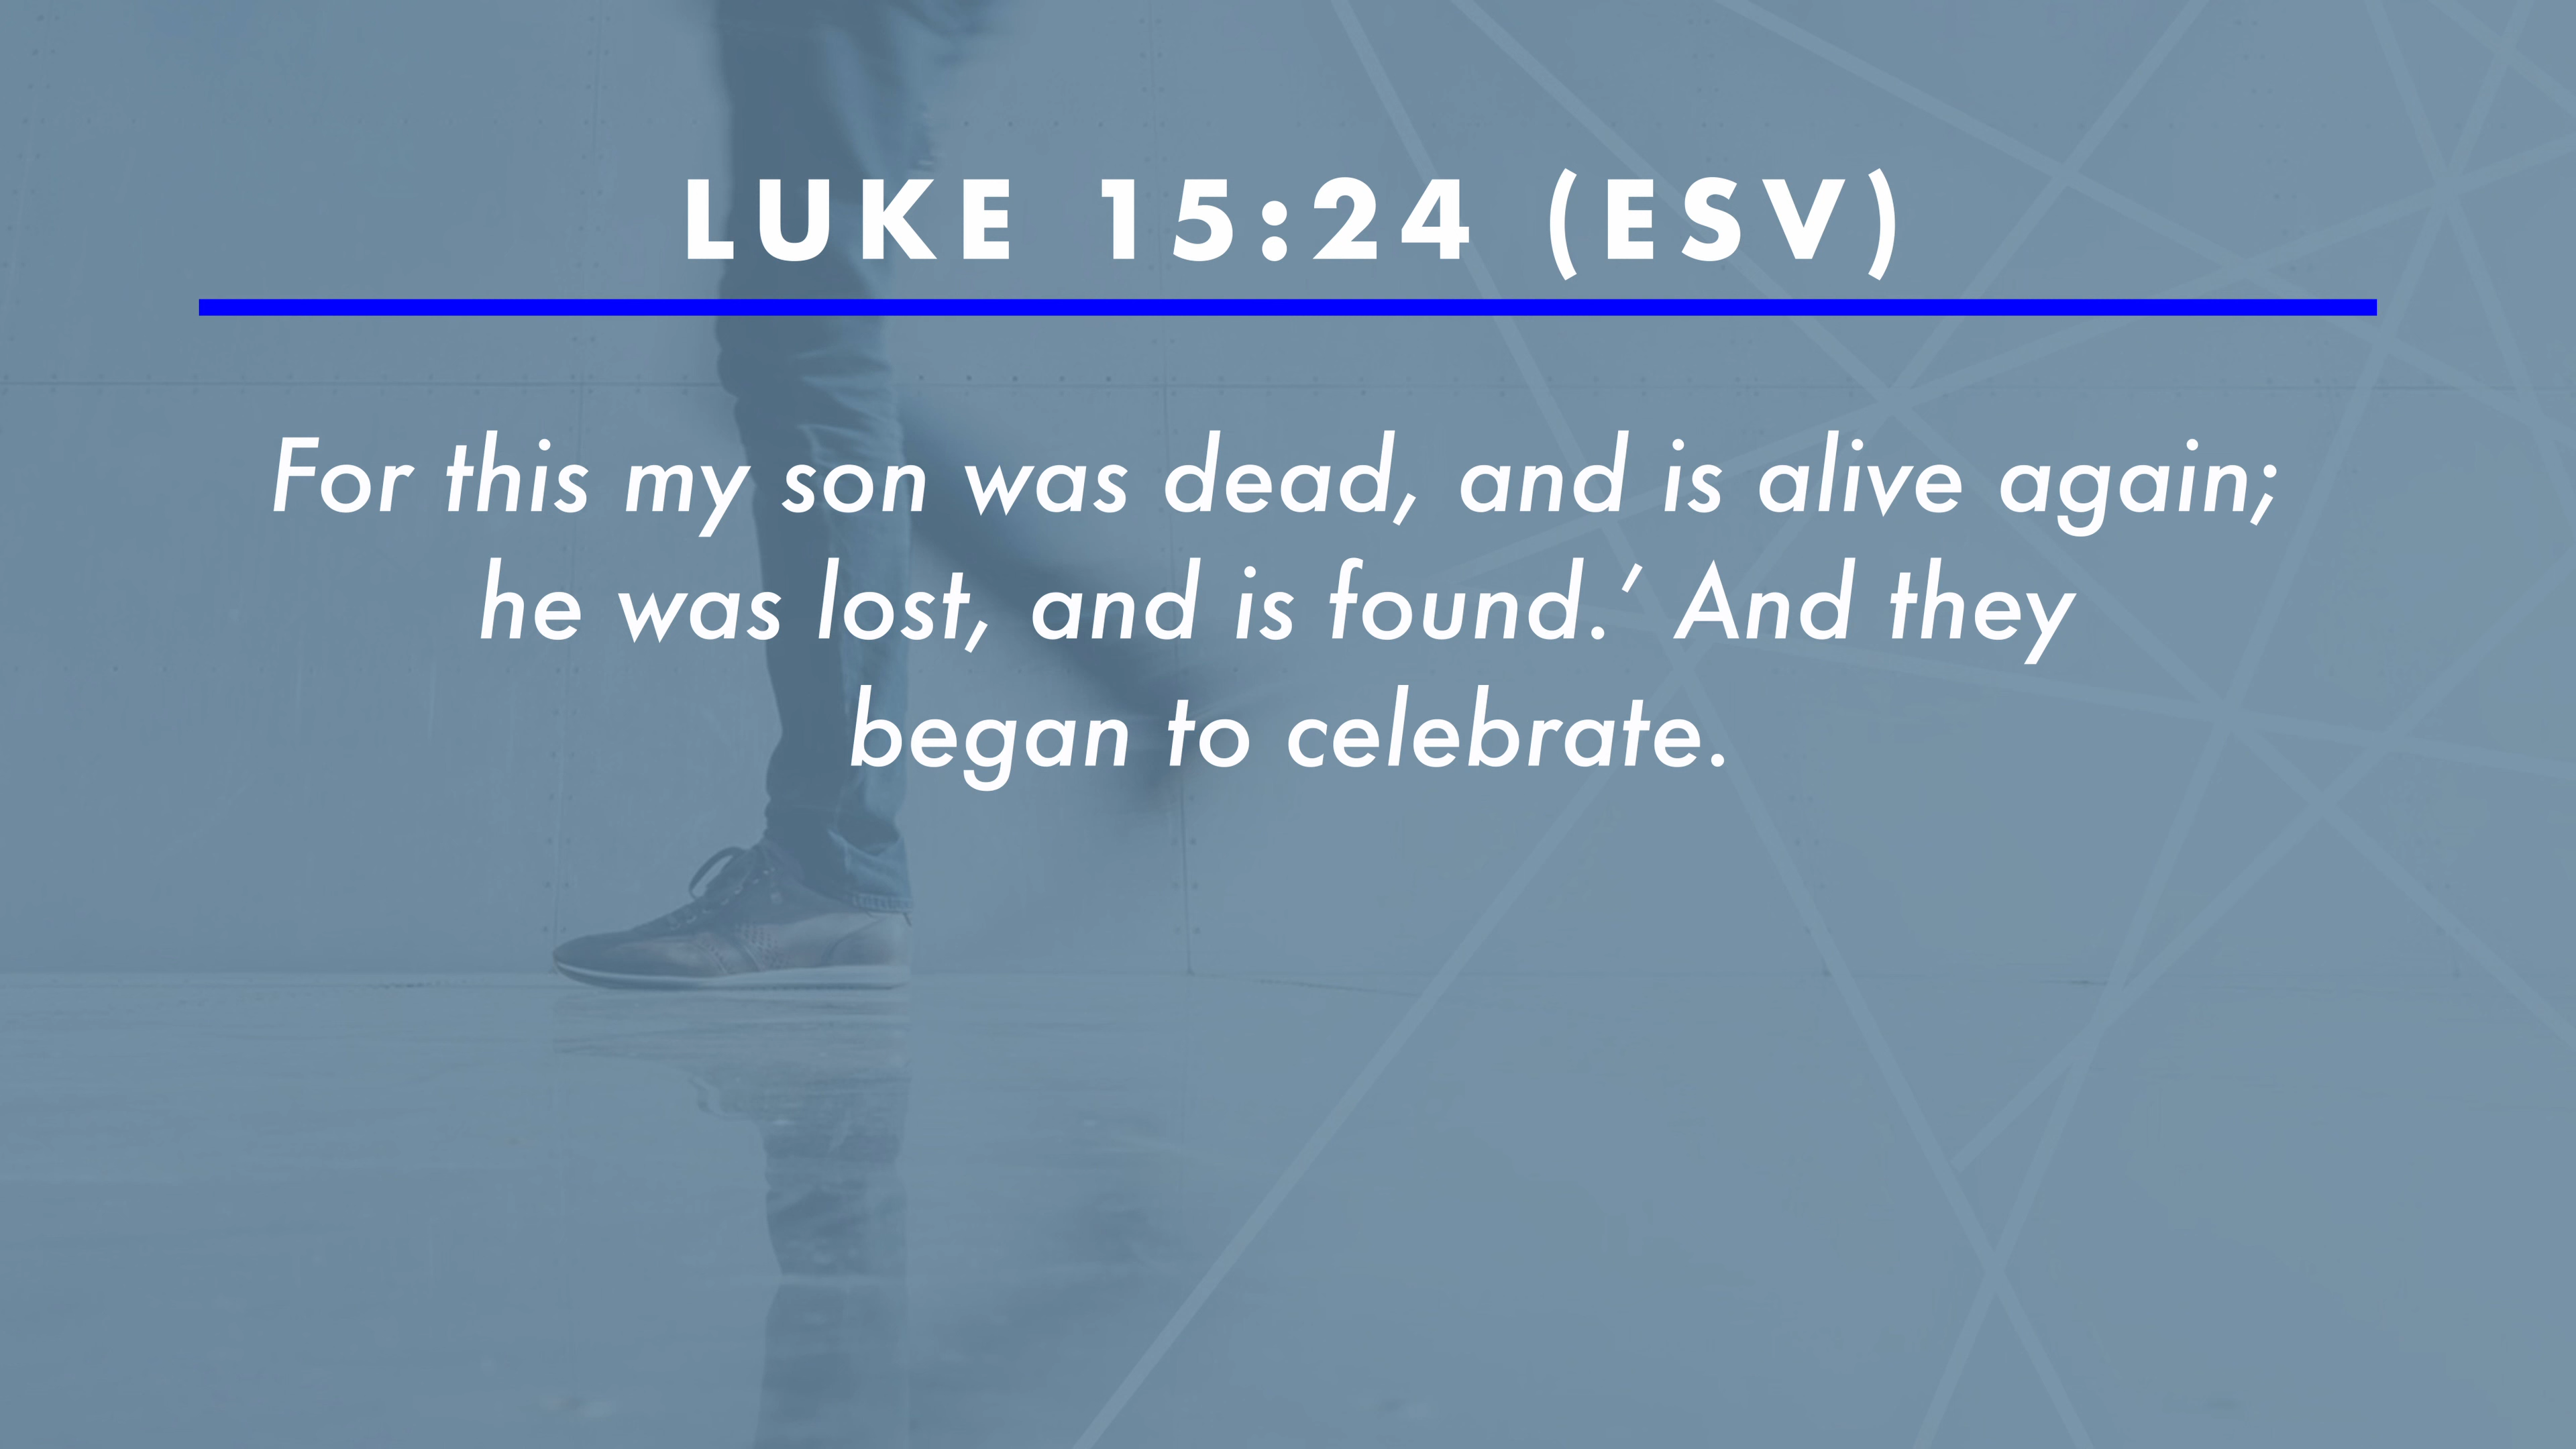 LUKE 15:24 (ESV)
For this my son was dead, and is alive again;
he was lost, and is found.’ And they
began to celebrate.